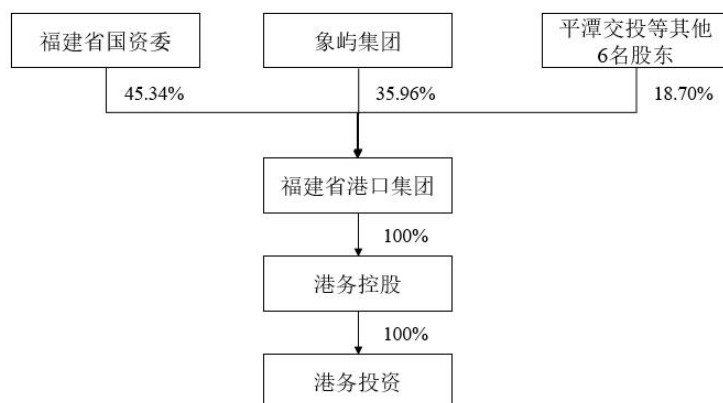 福建省国资委
象屿集团
平潭交投等其他
6名股东
45.34%
35.96%
18.70%
福建省港口集团
100%
港务控股
100%
港务投资